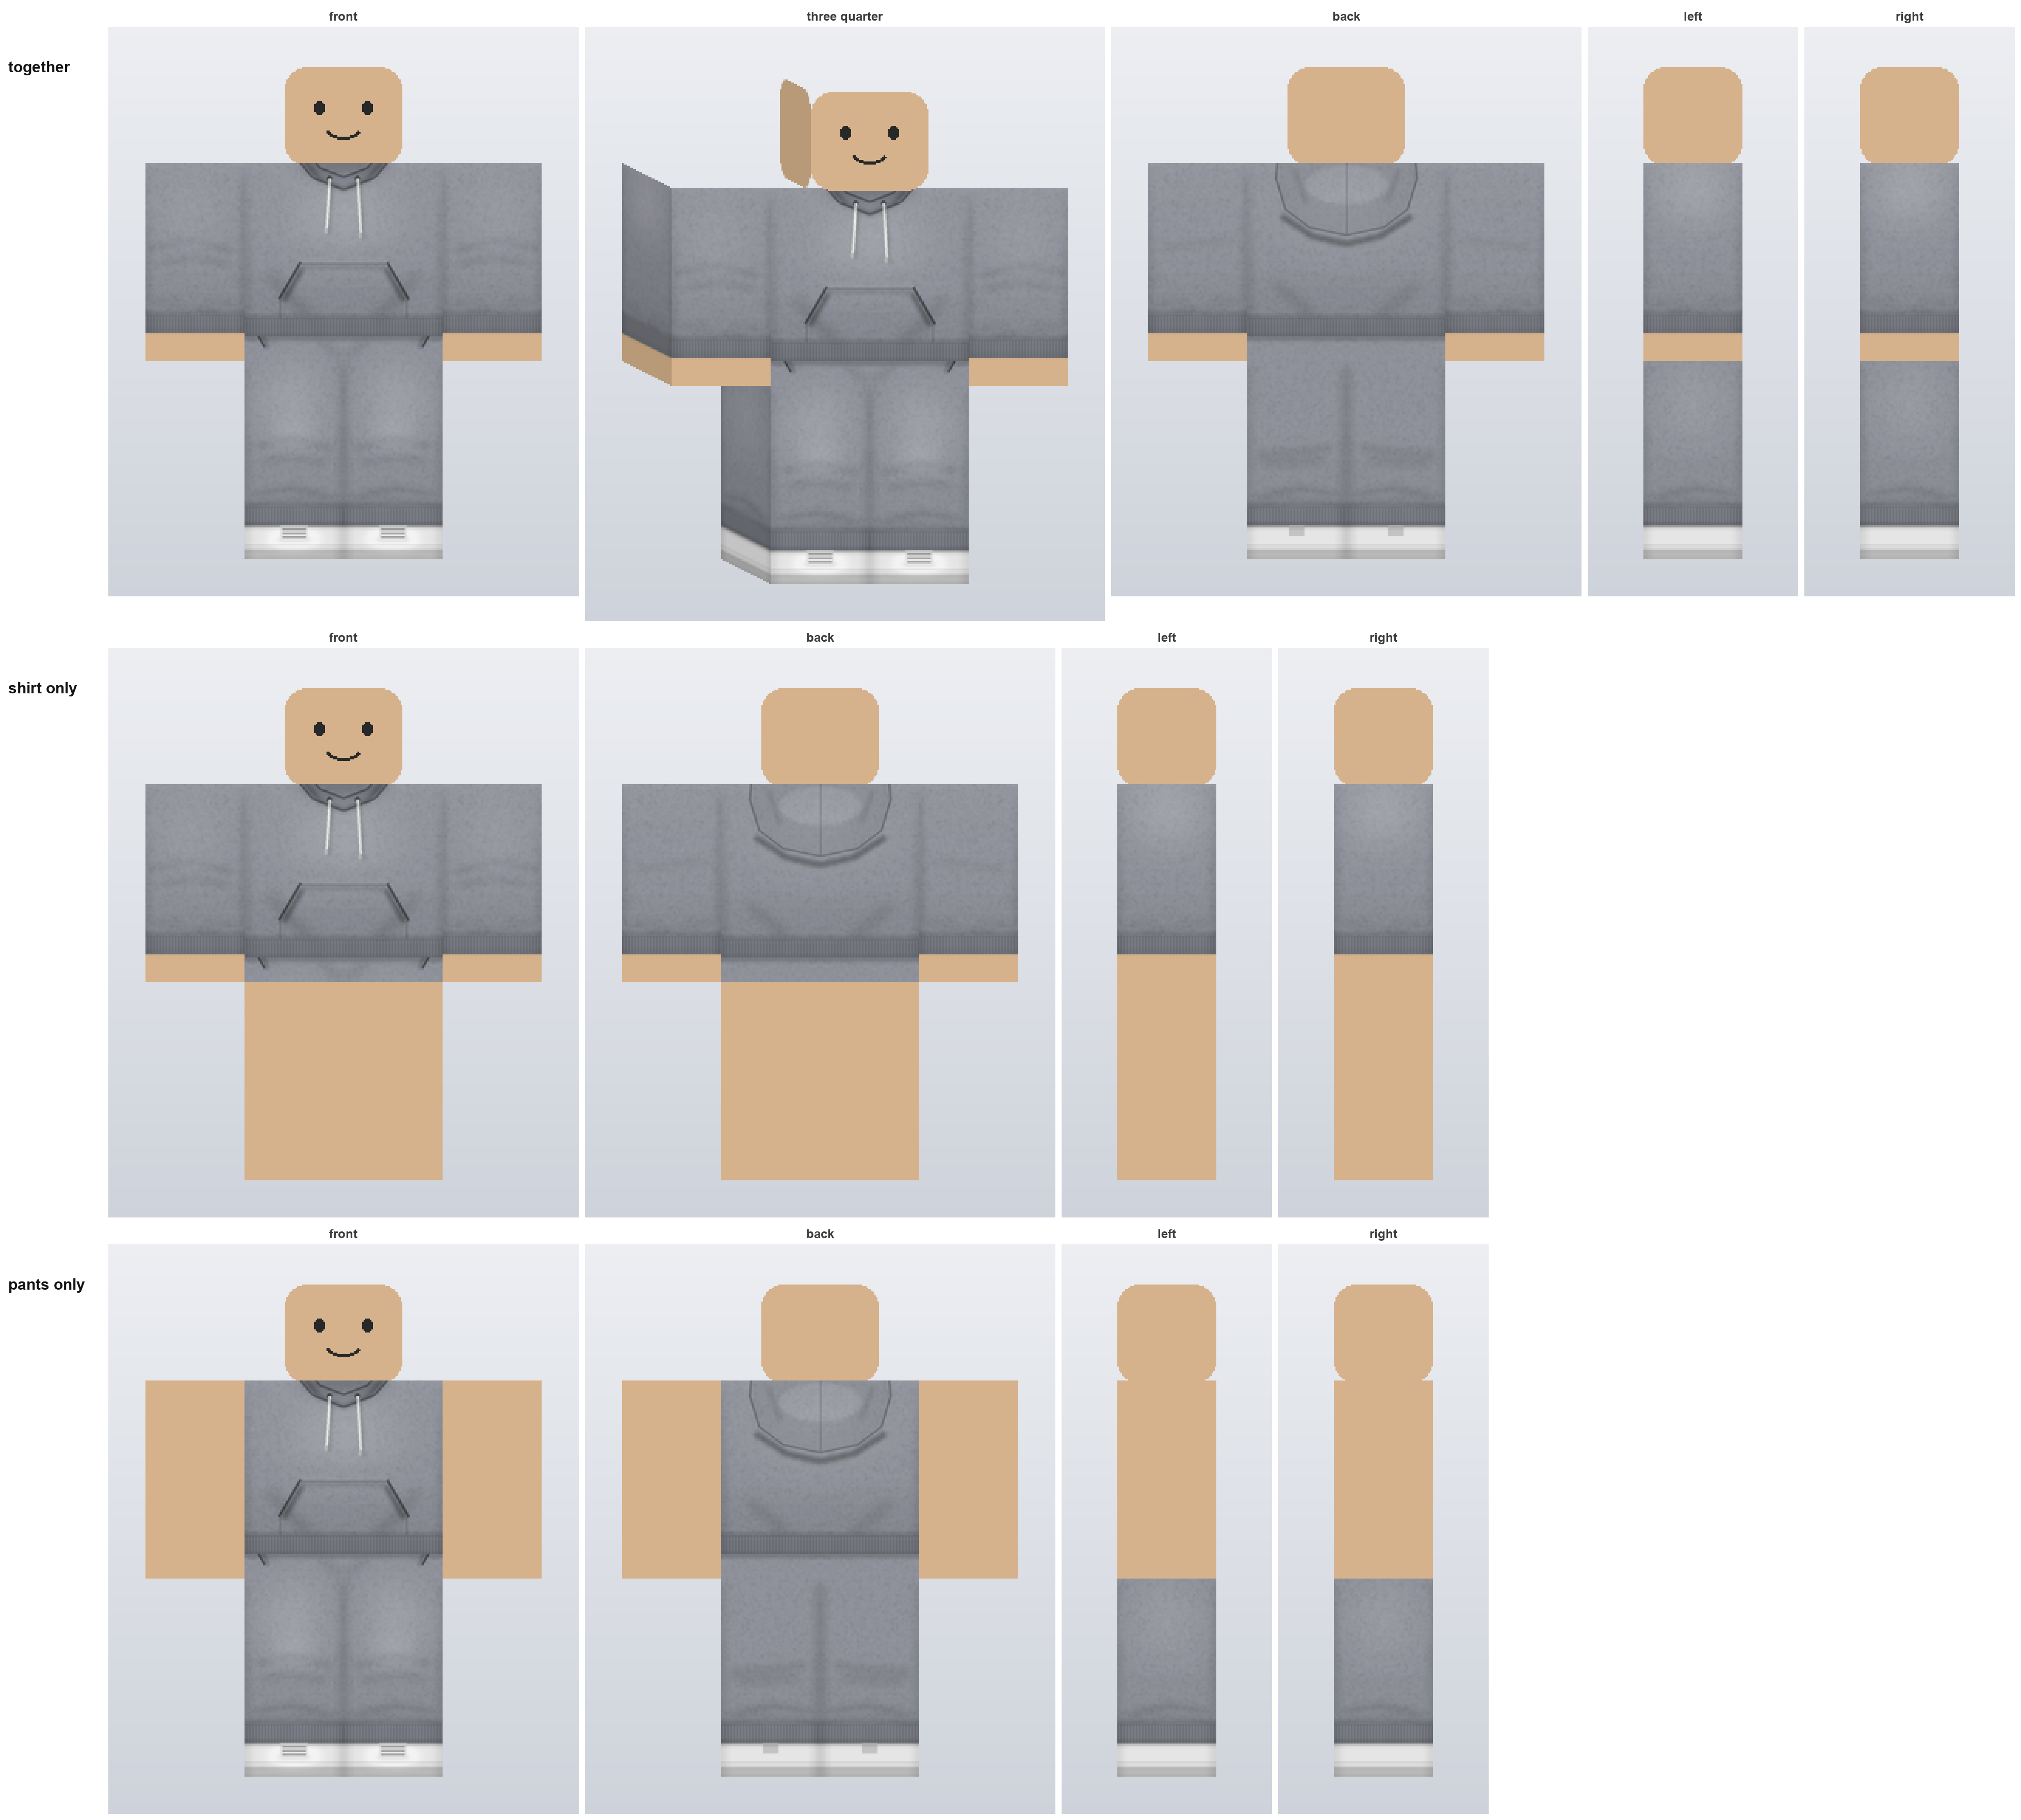 front three quarter back left right
together
front back left right
shirt only
front back left right
pants only